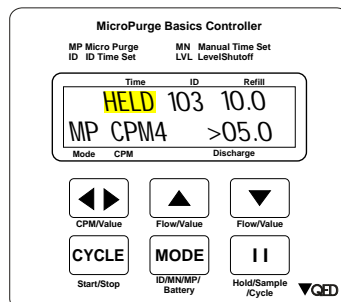 MicroPurge Basics Controller
MP Micro Purge MN Manual Time Set
ID ID Time Set LVL LevelShutoff
Time ID Refill
HELD 103 10.0
MP CPM4 >05.0
Mode CPM Discharge
CPM/Value Flow/Value Flow/Value
CYCLE MODE
Start/Stop ID/MN/MP/ Battery Hold/Sample /Cycle
QED